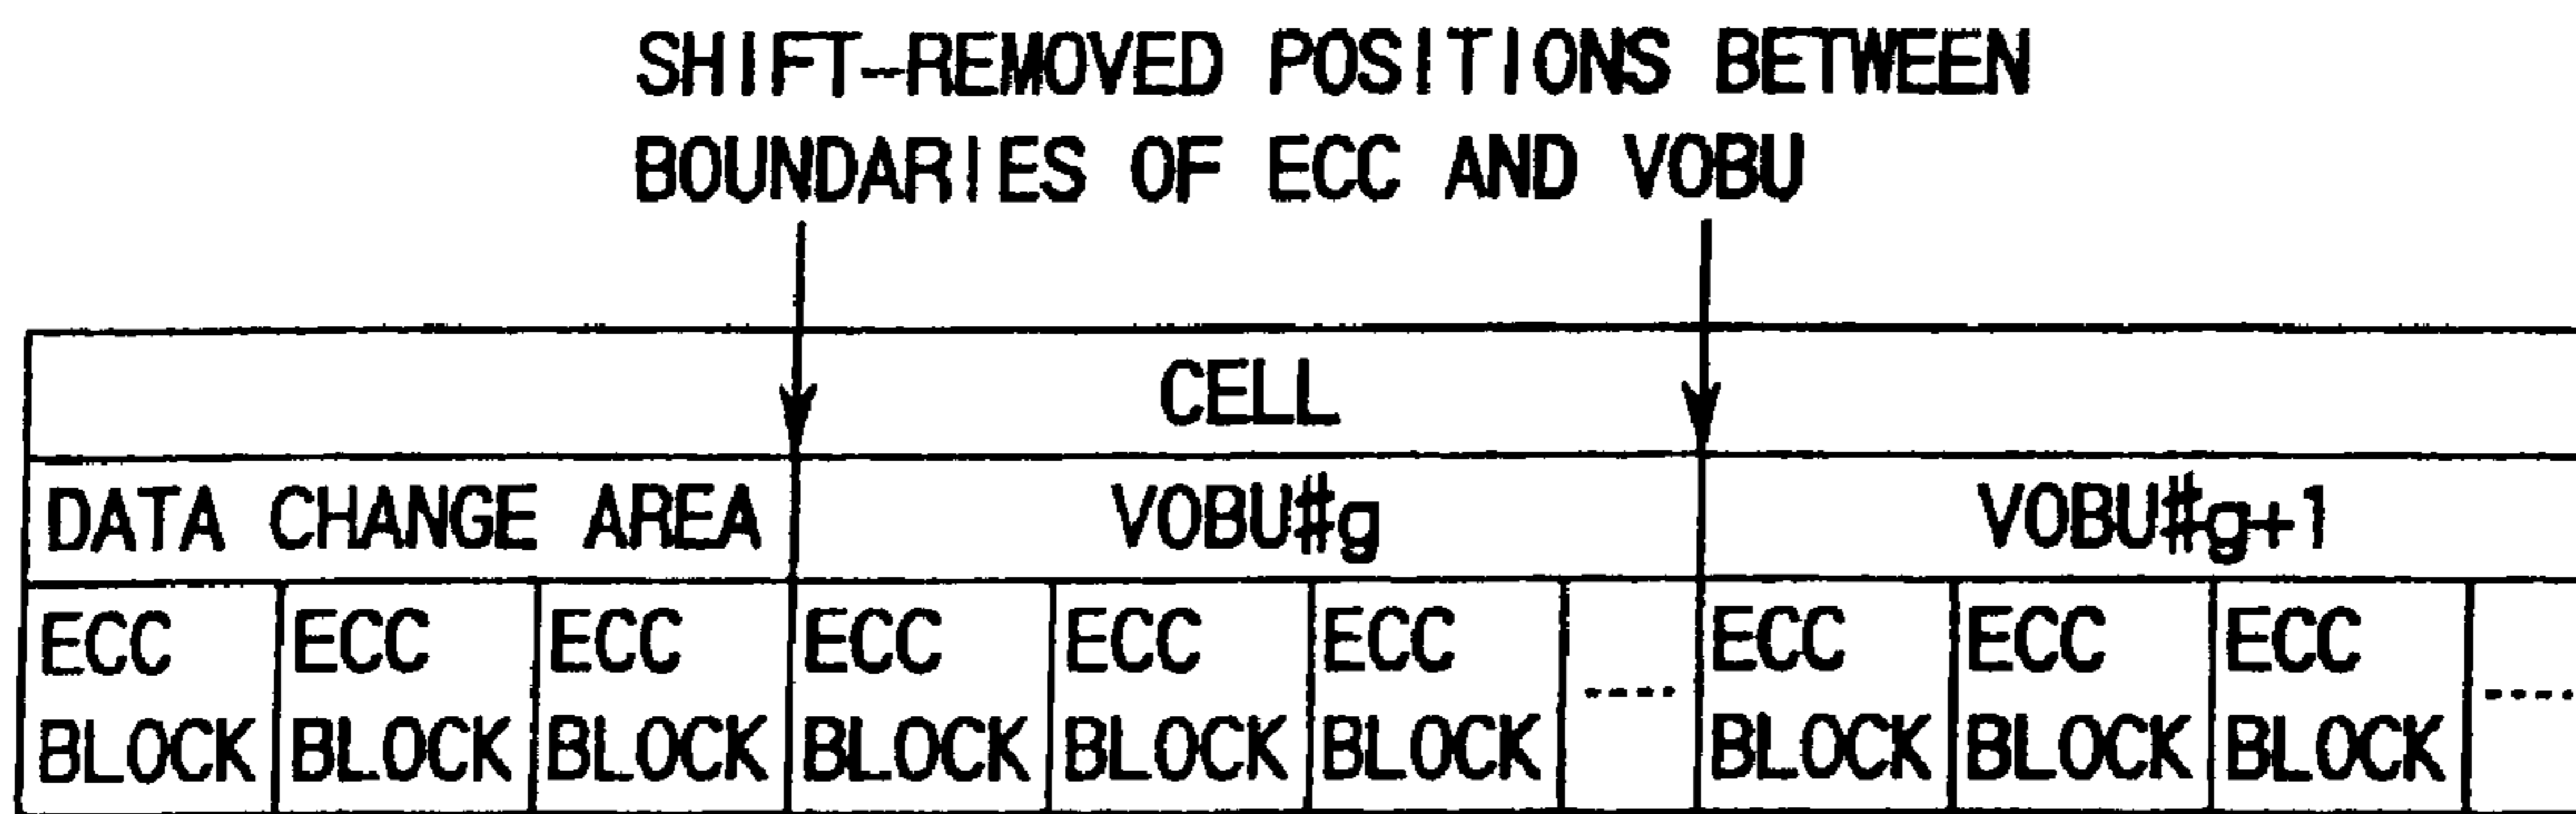 SHIFT-REMOVED POSITIONS BETWEEN
BOUNDARIES OF ECC AND VOBU
CELL
DATA CHANGE AREA VOBU#g VOBU#g+1
ECC ECC ECC ECC ECC ECC ECC ECC ECC
BLOCK BLOCK BLOCK BLOCK BLOCK BLOCK ---- BLOCK BLOCK BLOCK ----